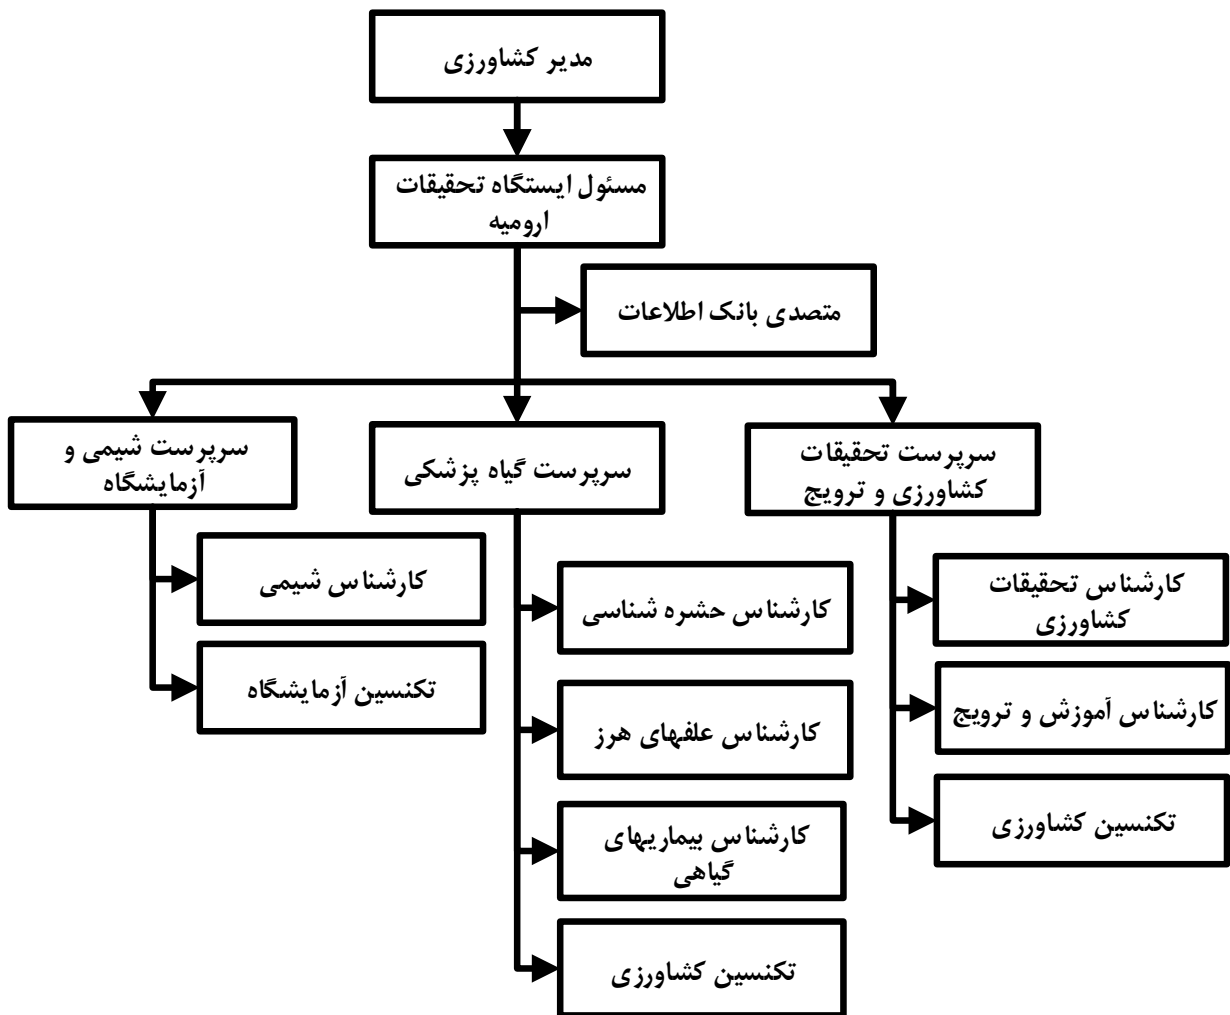 مدیر کشاورزی
مسئول ایستگاه تحقیقات
ارومیه
متصدی بانک اطلاعات
سرپرست تحقیقات
کشاورزی و ترویج
کارشناس تحقیقات
کشاورزی
کارشناس آموزش و ترویج
تکنسین کشاورزی
سرپرست گیاه پزشکی
کارشناس حشره شناسی
کارشناس علفهای هرز
کارشناس بیماریهای
گیاهی
تکنسین کشاورزی
سرپرست شیمی و
آزمایشگاه
کارشناس شیمی
تکنسین آزمایشگاه